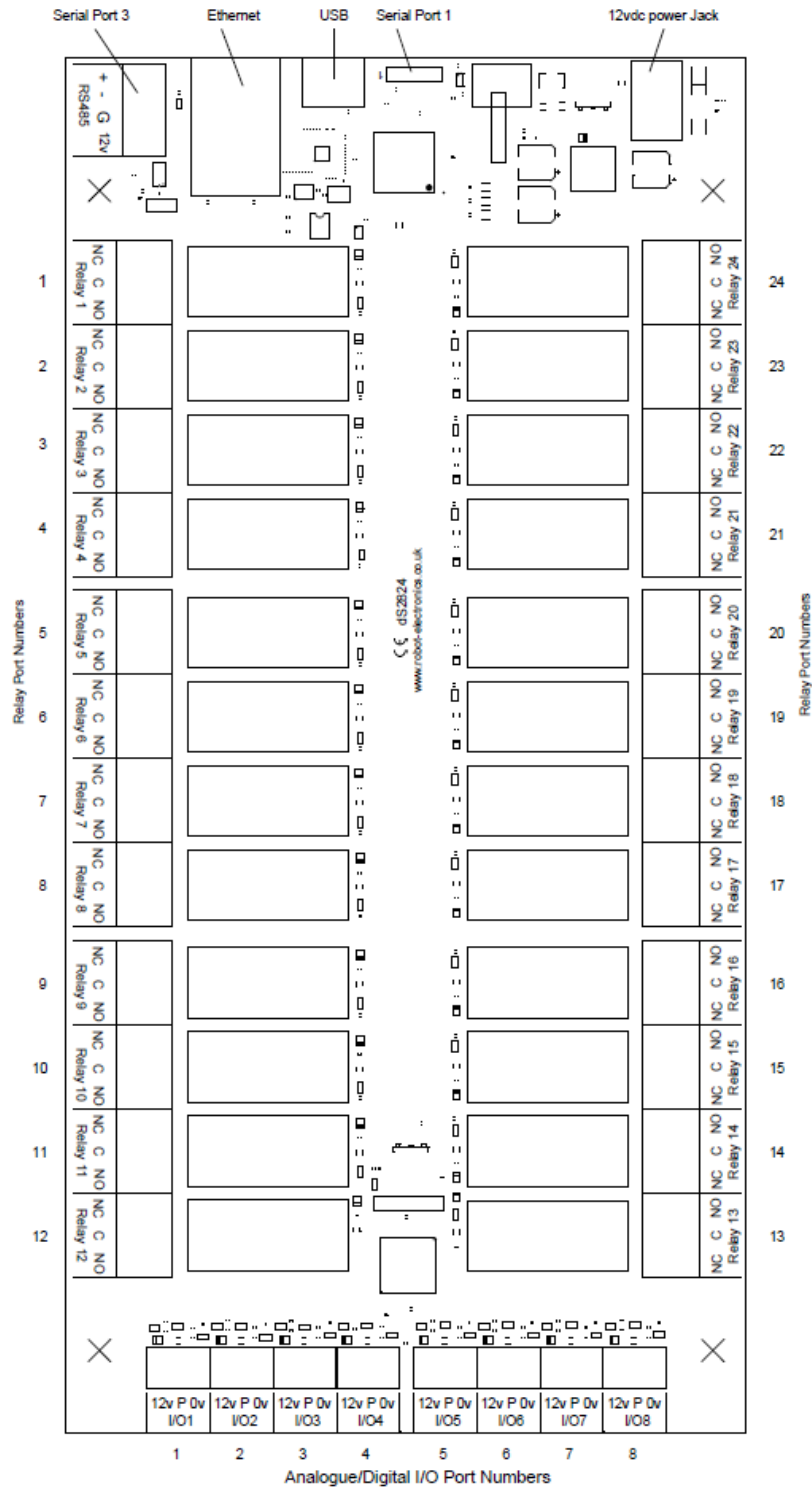 Serial Port 3
Ethernet
USB
Serial Port 1
12vdc power Jack
+ - G 12v
RS485
1
NC C NO
Relay 1
NO C NC
Relay 24
24
2
NC C NO
Relay 2
NO C NC
Relay 23
23
3
NC C NO
Relay 3
NO C NC
Relay 22
22
4
NC C NO
Relay 4
NO C NC
Relay 21
21
CE dS2824
www.robot-electronics.co.uk
Relay Port Numbers
Relay Port Numbers
5
NC C NO
Relay 5
NO C NC
Relay 20
20
6
NC C NO
Relay 6
NO C NC
Relay 19
19
7
NC C NO
Relay 7
NO C NC
Relay 18
18
8
NC C NO
Relay 8
NO C NC
Relay 17
17
9
NC C NO
Relay 9
NO C NC
Relay 16
16
10
NC C NO
Relay 10
NO C NC
Relay 15
15
11
NC C NO
Relay 11
NO C NC
Relay 14
14
12
NC C NO
Relay 12
NO C NC
Relay 13
13
12v P 0v
I/O1
12v P 0v
I/O2
12v P 0v
I/O3
12v P 0v
I/O4
12v P 0v
I/O5
12v P 0v
I/O6
12v P 0v
I/O7
12v P 0v
I/O8
1 2 3 4 5 6 7 8
Analogue/Digital I/O Port Numbers